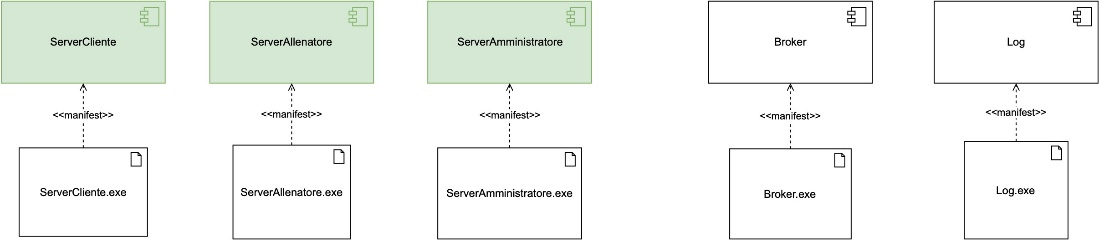 ServerCliente
ServerAllenatore
ServerAmministratore
Broker
Log
<<manifest>>
<<manifest>>
<<manifest>>
<<manifest>>
<<manifest>>
ServerCliente.exe
ServerAllenatore.exe
ServerAmministratore.exe
Broker.exe
Log.exe